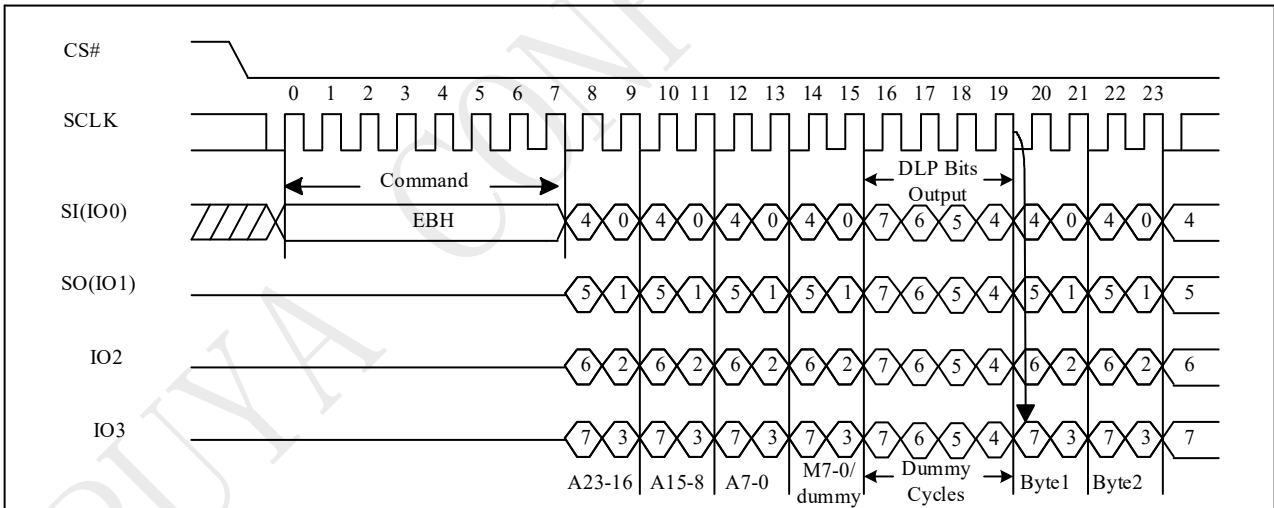 CS#
0 1 2 3 4 5 6 7 8 9 10 11 12 13 14 15 16 17 18 19 20 21 22 23
SCLK
Command
DLP Bits
Output
SI(IO0) EBH 4 0 4 0 4 0 4 0 7 6 5 4 4 0 4 0 4
SO(IO1) 5 1 5 1 5 1 5 1 7 6 5 4 5 1 5 1 5
IO2 6 2 6 2 6 2 6 2 7 6 5 4 6 2 6 2 6
IO3 7 3 7 3 7 3 7 3 7 6 5 4 7 3 7 3 7
A23-16 A15-8 A7-0 M7-0/
dummy
Dummy
Cycles
Byte1 Byte2
PUYA CONF